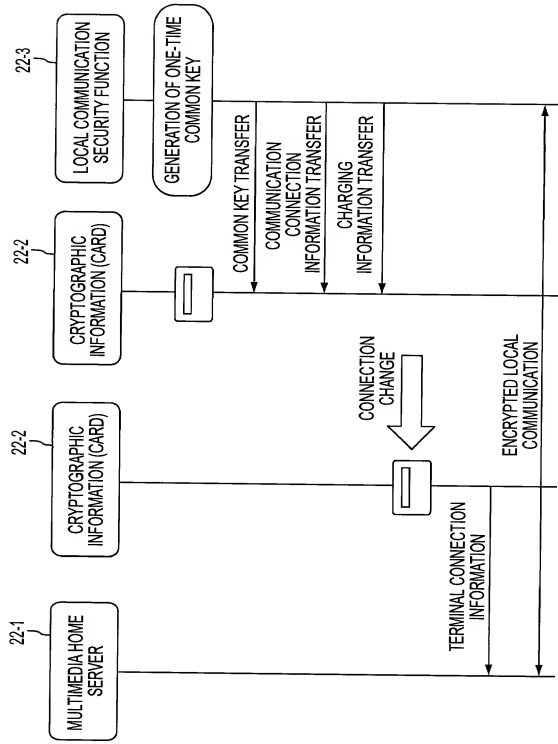 22-1
MULTIMEDIA HOME
SERVER
22-2
CRYPTOGRAPHIC
INFORMATION (CARD)
22-2
CRYPTOGRAPHIC
INFORMATION (CARD)
22-3
LOCAL COMMUNICATION
SECURITY FUNCTION
GENERATION OF ONE-TIME
COMMON KEY
COMMON KEY TRANSFER
COMMUNICATION
CONNECTION
INFORMATION TRANSFER
CHARGING
INFORMATION TRANSFER
CONNECTION
CHANGE
TERMINAL CONNECTION
INFORMATION
ENCRYPTED LOCAL
COMMUNICATION